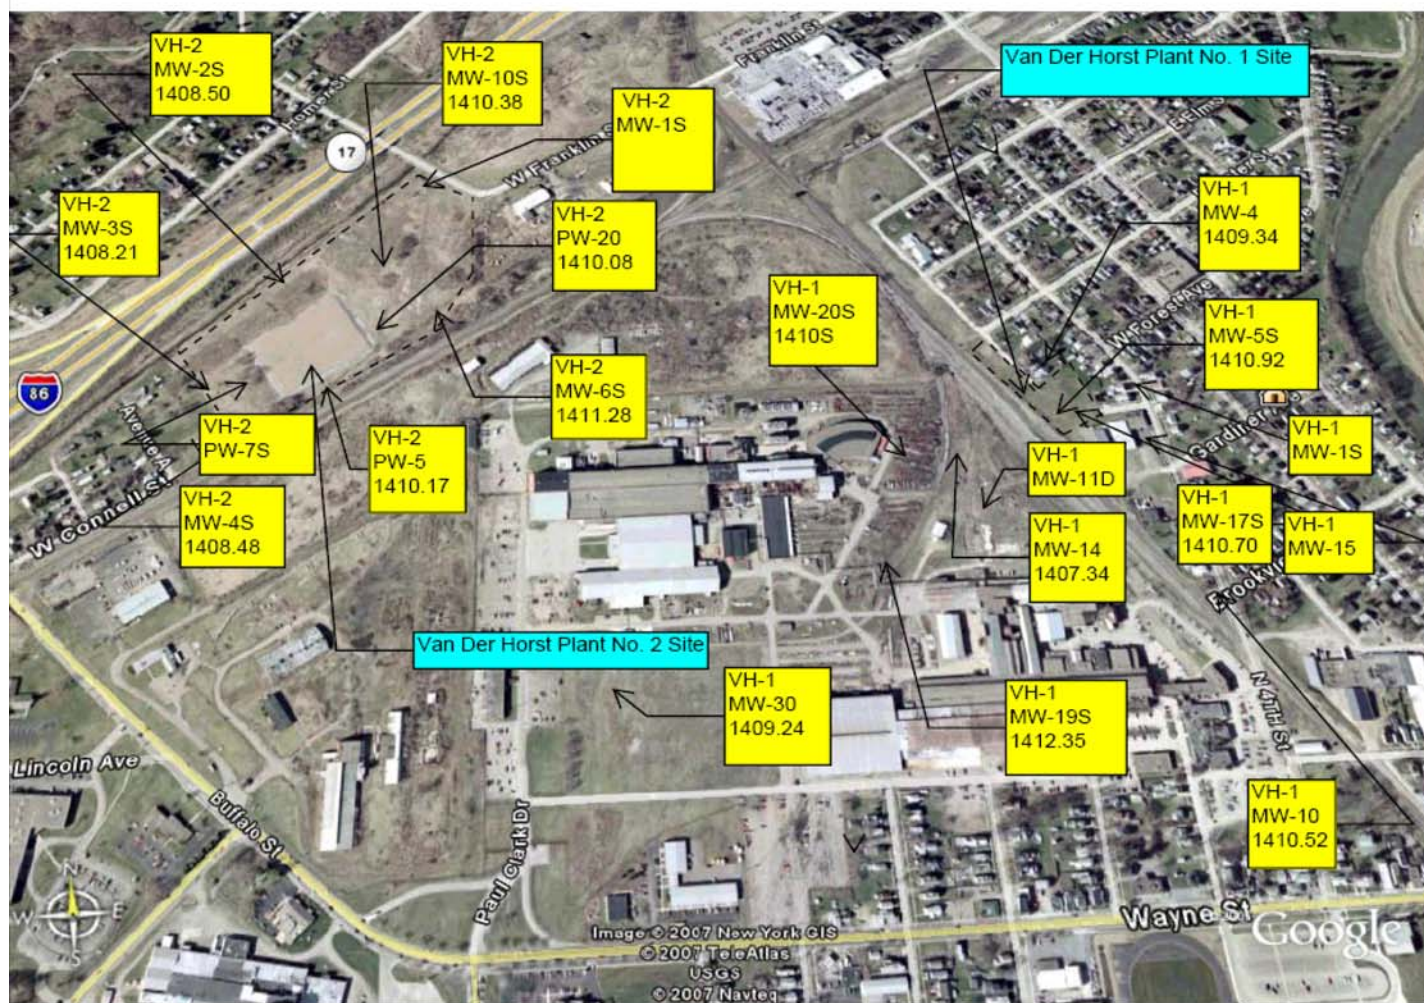 VH-2
MW-2S
1408.50
VH-2
MW-10S
1410.38
VH-2
MW-1S
Franklin St
Van Der Horst Plant No. 1 Site
17
W Franklin S
E Elm S
VH-2
MW-3S
1408.21
VH-2
PW-20
1410.08
VH-1
MW-4
1409.34
VH-1
MW-20S
1410S
W Forest Ave
VH-1
MW-5S
1410.92
86
VH-2
MW-6S
1411.28
Avenue A
VH-2
PW-7S
VH-2
PW-5
1410.17
Gardiner
VH-1
MW-1S
VH-1
MW-11D
W Connell St
VH-2
MW-4S
1408.48
VH-1
MW-14
1407.34
VH-1
MW-17S
1410.70
VH-1
MW-15
Van Der Horst Plant No. 2 Site
VH-1
MW-30
1409.24
VH-1
MW-19S
1412.35
N 4TH St
Lincoln Ave
Buffalo St
Paul Clark Dr
VH-1
MW-10
1410.52
N
W E
S
Wayne St
Google
Image © 2007 New York GIS
© 2007 TeleAtlas
USGS
© 2007 Navteq